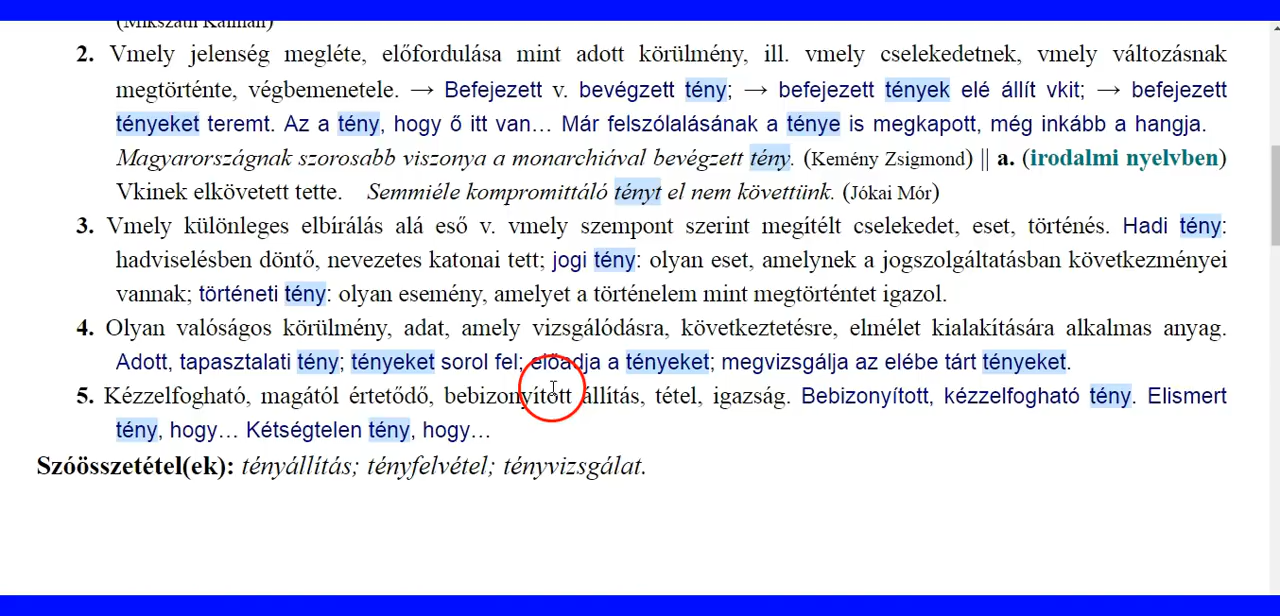 (Mikszáth Kálmán)
2. Vmely jelenség megléte, előfordulása mint adott körülmény, ill. vmely cselekedetnek, vmely változásnak
megtörténte, végbemenetele. → Befejezett v. bevégzett tény; → befejezett tények elé állít vkit; → befejezett
tényeket teremt. Az a tény, hogy ő itt van… Már felszólalásának a ténye is megkapott, még inkább a hangja.
Magyarországnak szorosabb viszonya a monarchiával bevégzett tény. (Kemény Zsigmond) || a. (irodalmi nyelvben)
Vkinek elkövetett tette. Semmiéle kompromittáló tényt el nem követtünk. (Jókai Mór)
3. Vmely különleges elbírálás alá eső v. vmely szempont szerint megítélt cselekedet, eset, történés. Hadi tény:
hadviselésben döntő, nevezetes katonai tett; jogi tény: olyan eset, amelynek a jogszolgáltatásban következményei
vannak; történeti tény: olyan esemény, amelyet a történelem mint megtörténtet igazol.
4. Olyan valóságos körülmény, adat, amely vizsgálódásra, következtetésre, elmélet kialakítására alkalmas anyag.
Adott, tapasztalati tény; tényeket sorol fel; előadja a tényeket; megvizsgálja az elébe tárt tényeket.
5. Kézzelfogható, magától értetődő, bebizonyított állítás, tétel, igazság. Bebizonyított, kézzelfogható tény. Elismert
tény, hogy… Kétségtelen tény, hogy…
Szóösszetétel(ek): tényállítás; tényfelvétel; tényvizsgálat.